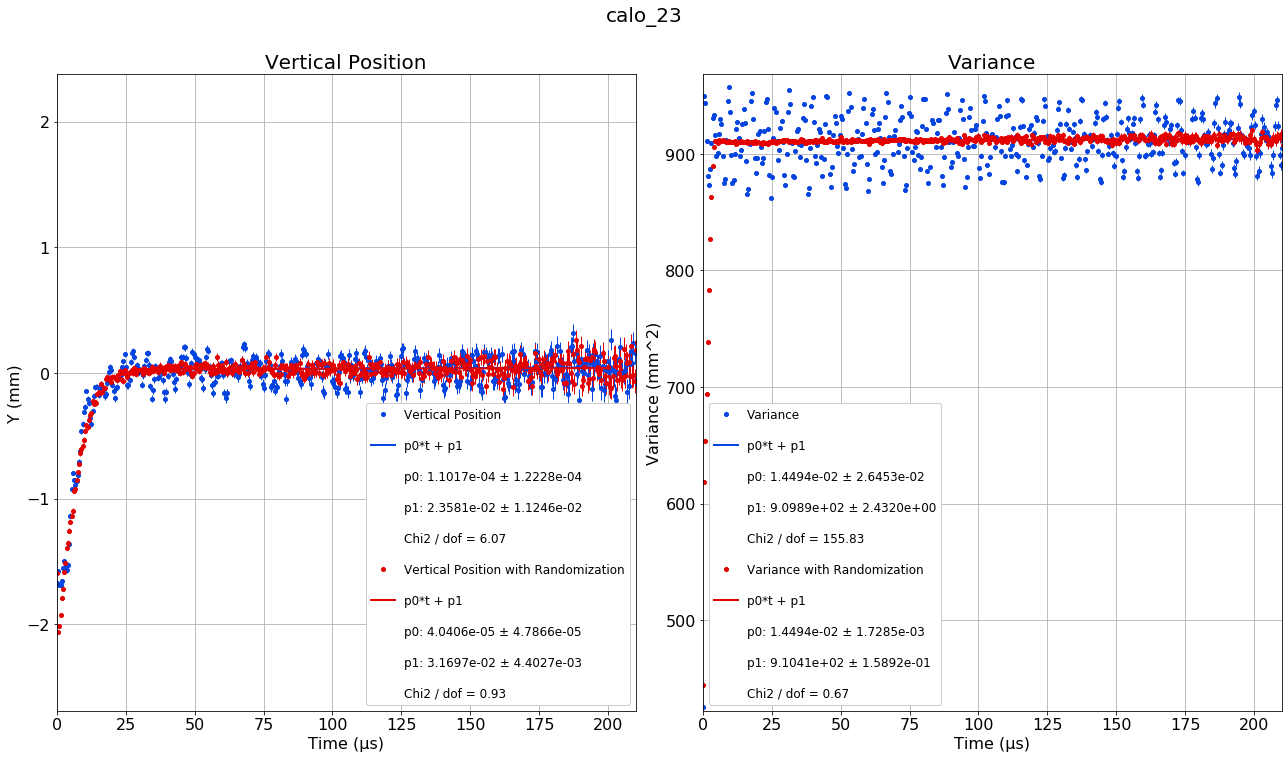 calo_23
Vertical Position
2
1
0
−1
−2
Y (mm)
0
25
50
75
100
125
150
175
200
Time (μs)
Vertical Position
p0*t + p1
p0: 1.1017e-04 ± 1.2228e-04
p1: 2.3581e-02 ± 1.1246e-02
Chi2 / dof = 6.07
Vertical Position with Randomization
p0*t + p1
p0: 4.0406e-05 ± 4.7866e-05
p1: 3.1697e-02 ± 4.4027e-03
Chi2 / dof = 0.93
Variance
900
800
700
600
500
Variance (mm^2)
0
25
50
75
100
125
150
175
200
Time (μs)
Variance
p0*t + p1
p0: 1.4494e-02 ± 2.6453e-02
p1: 9.0989e+02 ± 2.4320e+00
Chi2 / dof = 155.83
Variance with Randomization
p0*t + p1
p0: 1.4494e-02 ± 1.7285e-03
p1: 9.1041e+02 ± 1.5892e-01
Chi2 / dof = 0.67